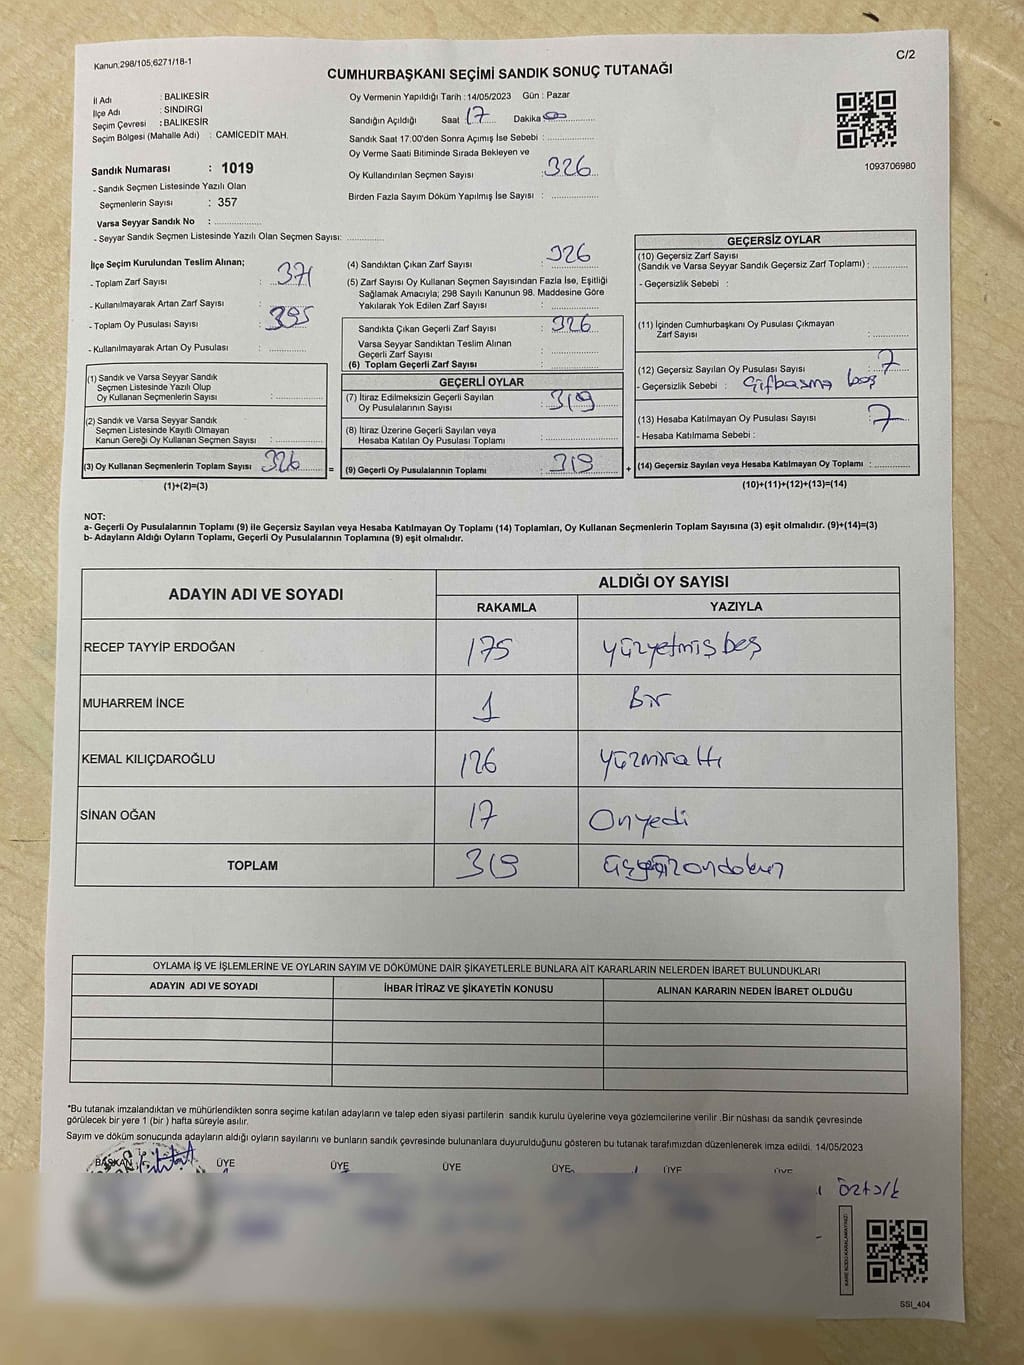 Kanun;298/105;6271/18-1
C/2
CUMHURBAŞKANI SEÇİMİ SANDIK SONUÇ TUTANAĞI
İl Adı : BALIKESİR
İlçe Adı : SINDIRGI
Seçim Çevresi : BALIKESİR
Seçim Bölgesi (Mahalle Adı) : CAMICEDİT MAH.
Sandık Numarası : 1019
- Sandık Seçmen Listesinde Yazılı Olan
Seçmenlerin Sayısı : 357
Varsa Seyyar Sandık No :
- Seyyar Sandık Seçmen Listesinde Yazılı Olan Seçmen Sayısı:
Oy Vermenin Yapıldığı Tarih : 14/05/2023 Gün : Pazar
Sandığın Açıldığı Saat 17 Dakika 00
Sandık Saat 17:00'den Sonra Açımış İse Sebebi :
Oy Verme Saati Bitiminde Sırada Bekleyen ve
Oy Kullandırılan Seçmen Sayısı : 326
Birden Fazla Sayım Döküm Yapılmış İse Sayısı :
1093706980
İlçe Seçim Kurulundan Teslim Alınan;
- Toplam Zarf Sayısı : 371
- Kullanılmayarak Artan Zarf Sayısı :
- Toplam Oy Pusulası Sayısı : 395
- Kullanılmayarak Artan Oy Pusulası :
(1) Sandık ve Varsa Seyyar Sandık
Seçmen Listesinde Yazılı Olup
Oy Kullanan Seçmenlerin Sayısı :
(2) Sandık ve Varsa Seyyar Sandık
Seçmen Listesinde Kayıtlı Olmayan
Kanun Gereği Oy Kullanan Seçmen Sayısı :
(3) Oy Kullanan Seçmenlerin Toplam Sayısı 326
(1)+(2)=(3)
=
(4) Sandıktan Çıkan Zarf Sayısı : 326
(5) Zarf Sayısı Oy Kullanan Seçmen Sayısından Fazla İse, Eşitliği
Sağlamak Amacıyla; 298 Sayılı Kanunun 98. Maddesine Göre
Yakılarak Yok Edilen Zarf Sayısı :
Sandıkta Çıkan Geçerli Zarf Sayısı : 326
Varsa Seyyar Sandıktan Teslim Alınan
Geçerli Zarf Sayısı :
(6) Toplam Geçerli Zarf Sayısı :
GEÇERLİ OYLAR
(7) İtiraz Edilmeksizin Geçerli Sayılan
Oy Pusulalarının Sayısı : 319
(8) İtiraz Üzerine Geçerli Sayılan veya
Hesaba Katılan Oy Pusulası Toplamı :
(9) Geçerli Oy Pusulalarının Toplamı : 319
+
GEÇERSİZ OYLAR
(10) Geçersiz Zarf Sayısı
(Sandık ve Varsa Seyyar Sandık Geçersiz Zarf Toplamı) :
- Geçersizlik Sebebi :
(11) İçinden Cumhurbaşkanı Oy Pusulası Çıkmayan
Zarf Sayısı :
(12) Geçersiz Sayılan Oy Pusulası Sayısı : 7
- Geçersizlik Sebebi : Çiftbasma boş
(13) Hesaba Katılmayan Oy Pusulası Sayısı : 7
- Hesaba Katılmama Sebebi :
(14) Geçersiz Sayılan veya Hesaba Katılmayan Oy Toplamı :
(10)+(11)+(12)+(13)=(14)
NOT:
a- Geçerli Oy Pusulalarının Toplamı (9) ile Geçersiz Sayılan veya Hesaba Katılmayan Oy Toplamı (14) Toplamları, Oy Kullanan Seçmenlerin Toplam Sayısına (3) eşit olmalıdır. (9)+(14)=(3)
b- Adayların Aldığı Oyların Toplamı, Geçerli Oy Pusulalarının Toplamına (9) eşit olmalıdır.
ADAYIN ADI VE SOYADI
ALDIĞI OY SAYISI
RAKAMLA YAZIYLA
RECEP TAYYİP ERDOĞAN 175 yüzyetmişbeş
MUHARREM İNCE 1 Bir
KEMAL KILIÇDAROĞLU 126 yüzyirmialtı
SİNAN OĞAN 17 Onyedi
TOPLAM 319 üçyüzondokuz
OYLAMA İŞ VE İŞLEMLERİNE VE OYLARIN SAYIM VE DÖKÜMÜNE DAİR ŞİKAYETLERLE BUNLARA AİT KARARLARIN NELERDEN İBARET BULUNDUKLARI
ADAYIN ADI VE SOYADI İHBAR İTİRAZ VE ŞİKAYETİN KONUSU ALINAN KARARIN NEDEN İBARET OLDUĞU
*Bu tutanak imzalandıktan ve mühürlendikten sonra seçime katılan adayların ve talep eden siyasi partilerin sandık kurulu üyelerine veya gözlemcilerine verilir .Bir nüshası da sandık çevresinde
görülecek bir yere 1 (bir ) hafta süreyle asılır.
Sayım ve döküm sonucunda adayların aldığı oyların sayılarını ve bunların sandık çevresinde bulunanlara duyurulduğunu gösteren bu tutanak tarafımızdan düzenlenerek imza edildi. 14/05/2023
BAŞKAN ÜYE ÜYE ÜYE ÜYE ÜYE ÜYE
SSI_404